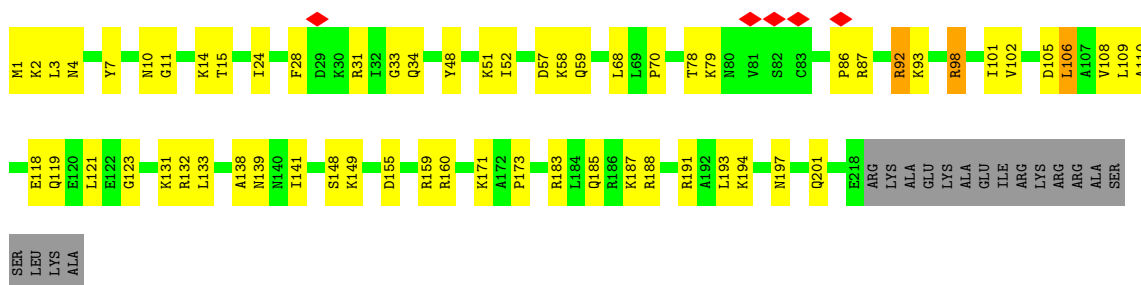 M1 K2 L3 N4 Y7 N10 G11 K14 T15 I24 F28 D29 K30 R31 I32 G33 Q34 Y48 K51 I52 D57 K58 Q59 L68 L69 P70 T78 K79 N80 V81 S82 C83 P86 R87 R92 K93 R98 I101 V102 D105 L106 A107 V108 L109 A110
E118 Q119 E120 L121 E122 G123 K131 R132 L133 A138 N139 N140 I141 S148 K149 D155 R159 R160 K171 A172 P173 R183 L184 Q185 R186 K187 R188 R191 A192 L193 K194 N197 Q201 E218 ARG LYS ALA GLU LYS ALA GLU ILE ARG LYS ARG ARG ALA SER
SER LEU LYS ALA